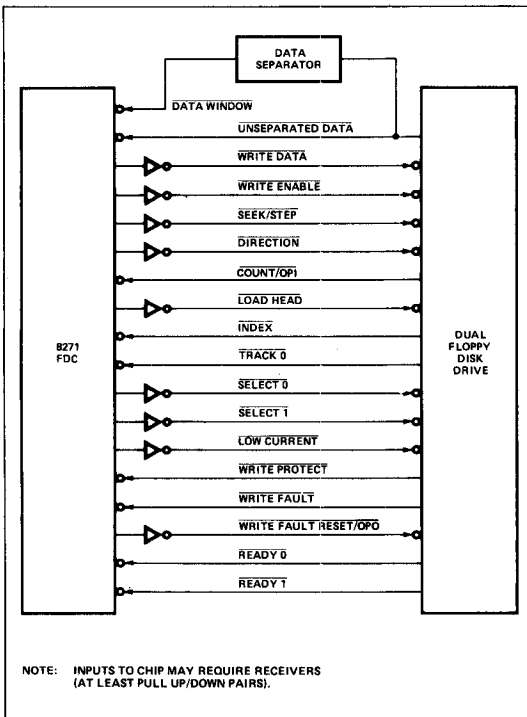 DATA
SEPARATOR
DATA WINDOW
UNSEPARATED DATA
WRITE DATA
WRITE ENABLE
SEEK/STEP
DIRECTION
COUNT/OPI
LOAD HEAD
INDEX
8271
FDC
DUAL
FLOPPY
DISK
DRIVE
TRACK 0
SELECT 0
SELECT 1
LOW CURRENT
WRITE PROTECT
WRITE FAULT
WRITE FAULT RESET/OPO
READY 0
READY 1
NOTE: INPUTS TO CHIP MAY REQUIRE RECEIVERS
(AT LEAST PULL UP/DOWN PAIRS).